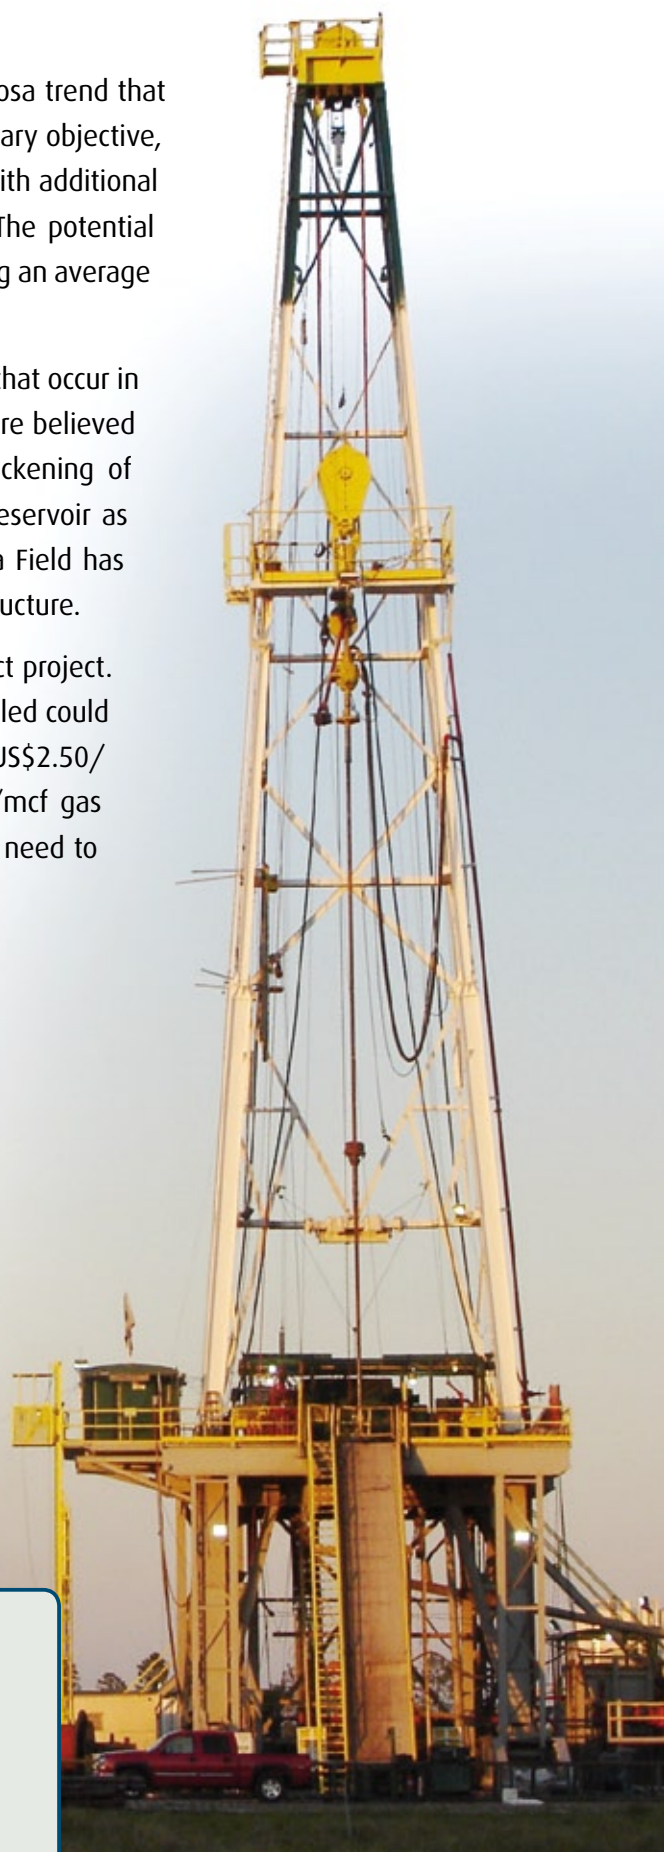 osa trend that
ary objective,
ith additional
The potential
g an average
that occur in
re believed
ckening of
eservoir as
a Field has
ucture.
ct project.
led could
US$2.50/
/mcf gas
need to